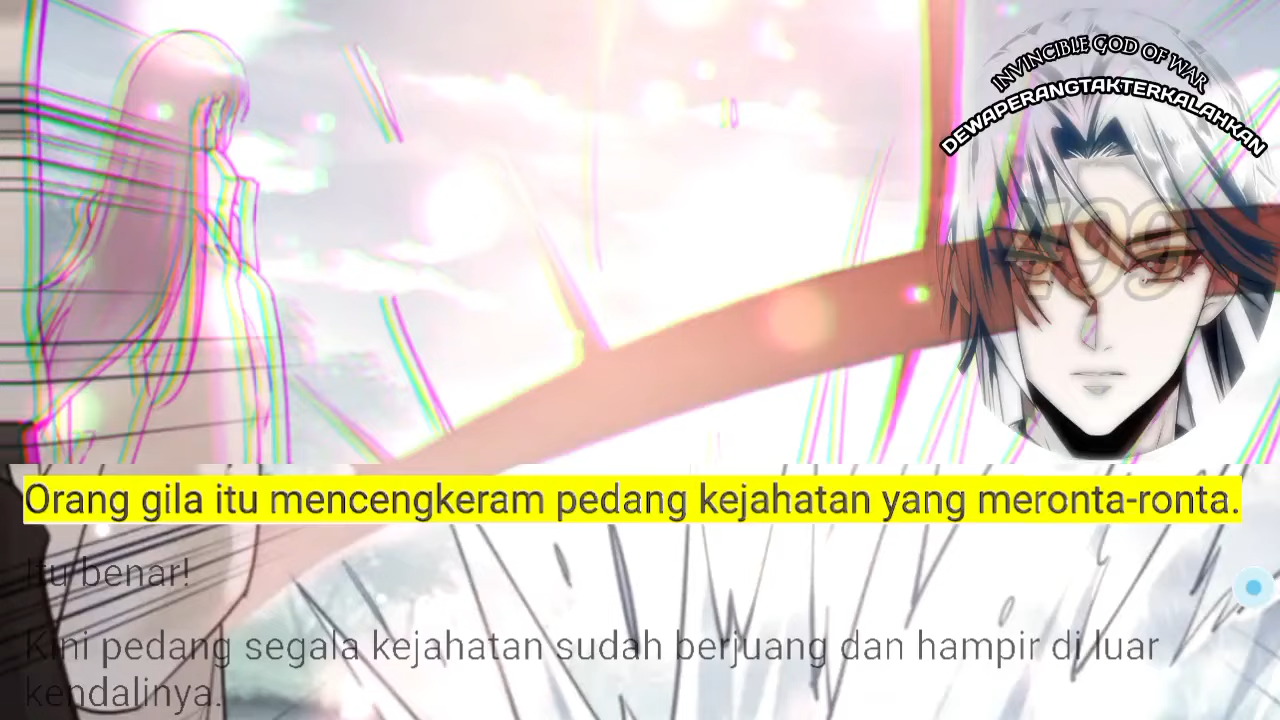 INVINCIBLE GOD OF WAR
DEWAPERANGTAKTERKALAHKAN
Orang gila itu mencengkeram pedang kejahatan yang meronta-ronta.
Itu benar!
Kini pedang segala kejahatan sudah berjuang dan hampir di luar
kendalinya.